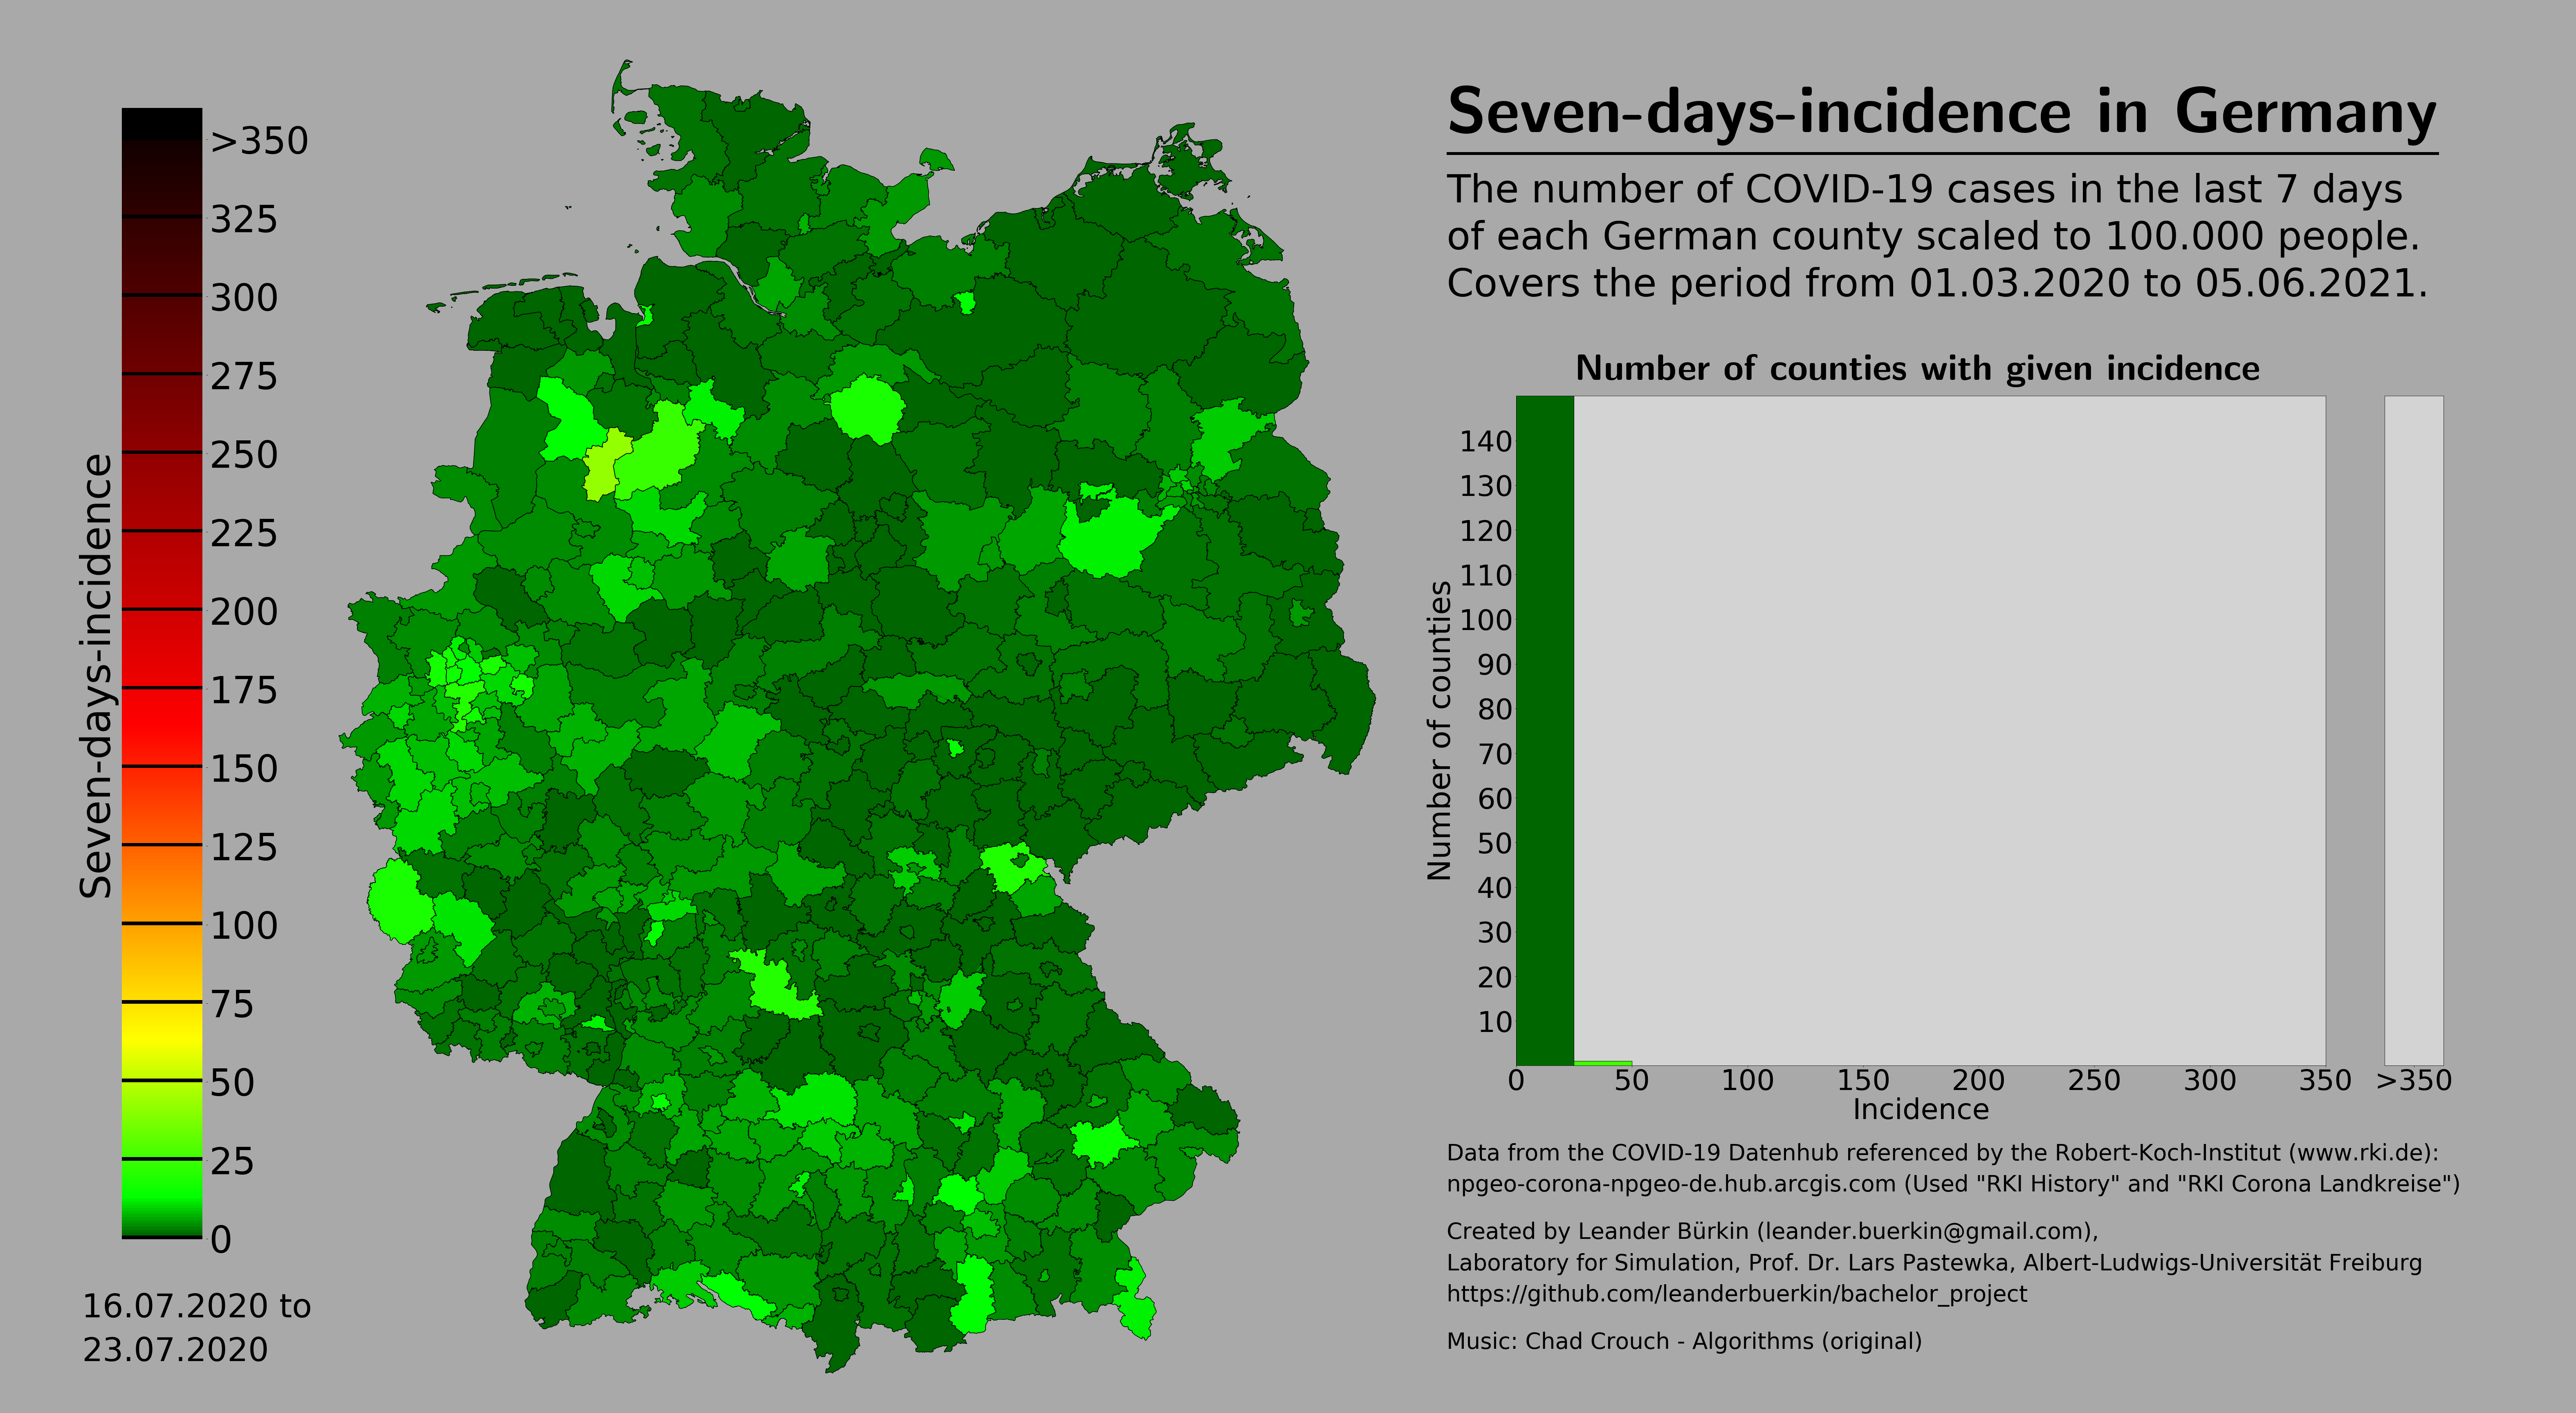 Seven-days-incidence in Germany
The number of COVID-19 cases in the last 7 days
of each German county scaled to 100.000 people.
Covers the period from 01.03.2020 to 05.06.2021.
Seven-days-incidence
>350
325
300
275
250
225
200
175
150
125
100
75
50
25
0
16.07.2020 to
23.07.2020
Number of counties with given incidence
Number of counties
140
130
120
110
100
90
80
70
60
50
40
30
20
10
0 50 100 150 200 250 300 350 >350
Incidence
Data from the COVID-19 Datenhub referenced by the Robert-Koch-Institut (www.rki.de):
npgeo-corona-npgeo-de.hub.arcgis.com (Used "RKI History" and "RKI Corona Landkreise")
Created by Leander Bürkin (leander.buerkin@gmail.com),
Laboratory for Simulation, Prof. Dr. Lars Pastewka, Albert-Ludwigs-Universität Freiburg
https://github.com/leanderbuerkin/bachelor_project
Music: Chad Crouch - Algorithms (original)